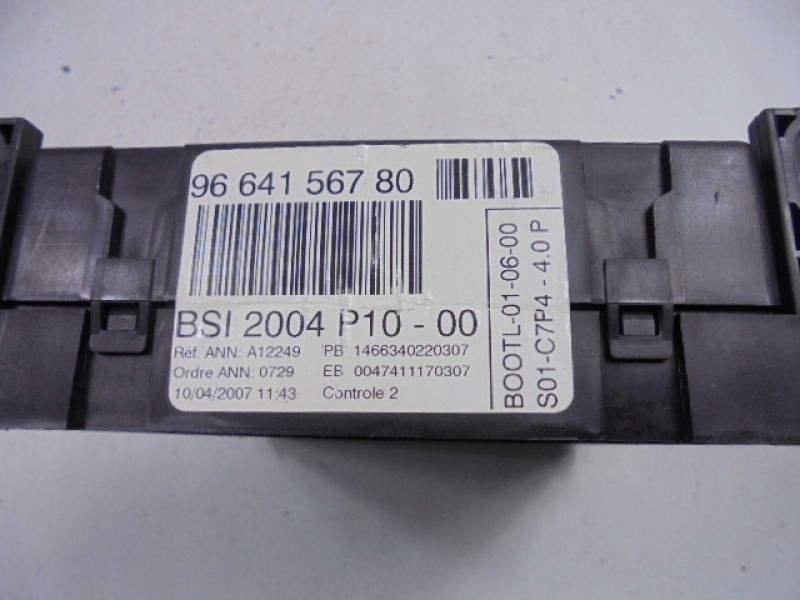 96 641 567 80
BSI 2004 P10 - 00
Réf. ANN: A12249 PB 1466340220307
Ordre ANN: 0729 EB 0047411170307
10/04/2007 11:43 Controle 2
BOOTL-01-06-00
S01-C7P4 - 4.0 P